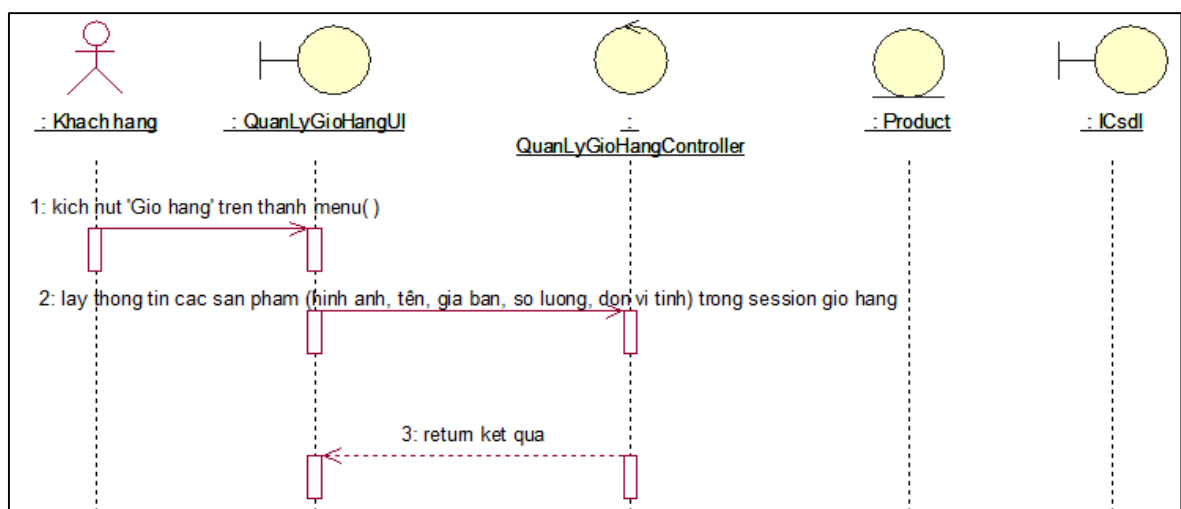 _: Khach hang
_: QuanLyGioHangUI
_:
QuanLyGioHangController
_: Product
_: ICsdl
1: kich nut 'Gio hang' tren thanh menu( )
2: lay thong tin cac san pham (hinh anh, tên, gia ban, so luong, don vi tinh) trong session gio hang
3: return ket qua